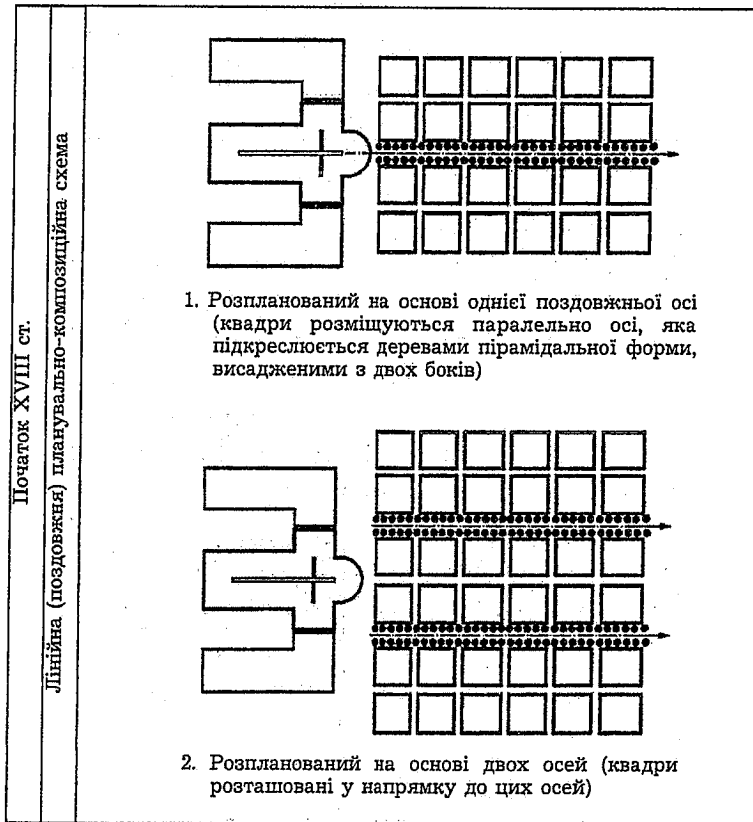 Початок XVIII ст.
Лінійна (поздовжня) планувально-композиційна схема
1. Розпланований на основі однієї поздовжньої осі
(квадри розміщуються паралельно осі, яка
підкреслюється деревами пірамідальної форми,
висадженими з двох боків)
2. Розпланований на основі двох осей (квадри
розташовані у напрямку до цих осей)